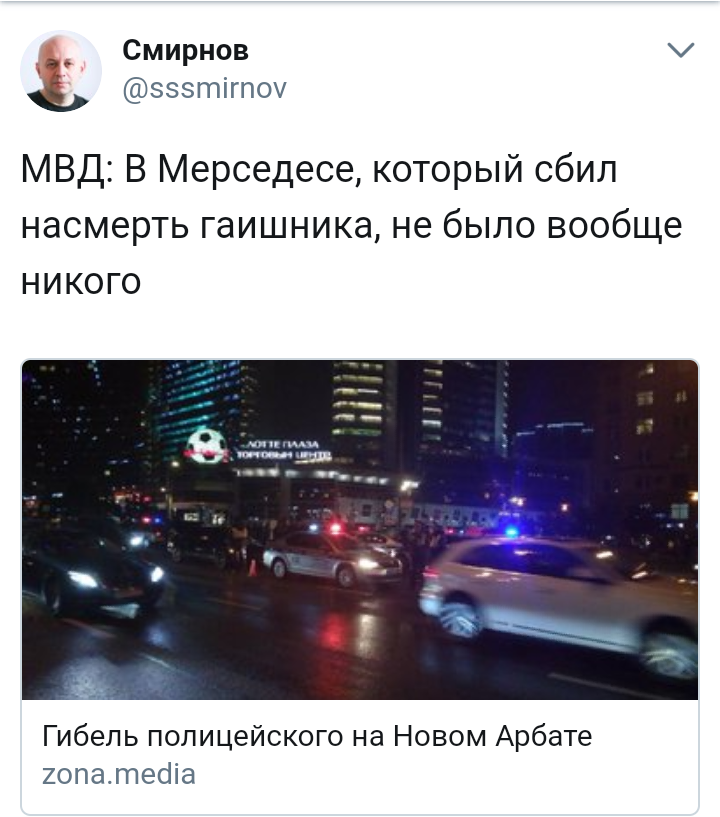 Смирнов
@sssmirnov
МВД: В Мерседесе, который сбил
насмерть гаишника, не было вообще
никого
ЛОТТЕ ПЛАЗА
ТОРГОВЫЙ ЦЕНТР
Гибель полицейского на Новом Арбате
zona.media